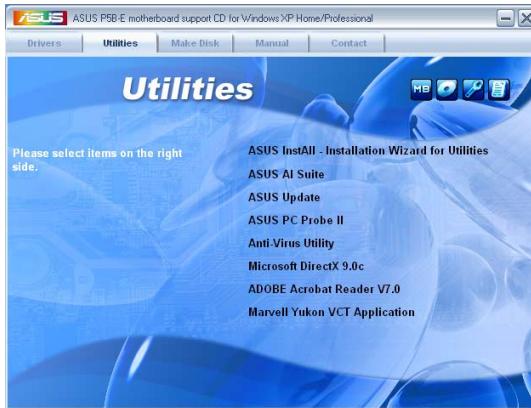 ASUS ASUS P5B-E motherboard support CD for Windows XP Home/Professional
Drivers Utilities Make Disk Manual Contact
Utilities
MB
Please select items on the right
side.
ASUS InstAll - Installation Wizard for Utilities
ASUS AI Suite
ASUS Update
ASUS PC Probe II
Anti-Virus Utility
Microsoft DirectX 9.0c
ADOBE Acrobat Reader V7.0
Marvell Yukon VCT Application